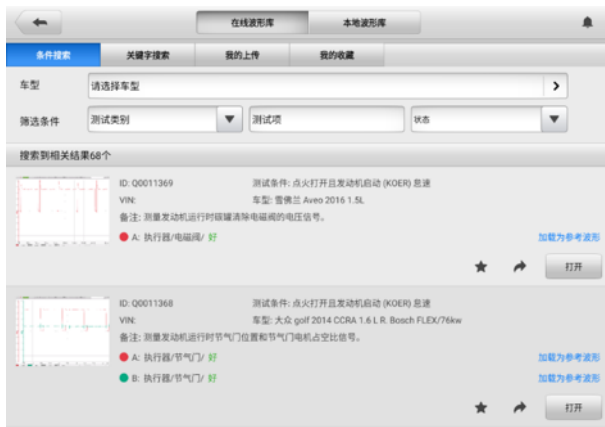 在线波形库 本地波形库
条件搜索 关键字搜索 我的上传 我的收藏
车型 请选择车型
筛选条件 测试类别 测试项 状态
搜索到相关结果68个
ID: Q0011369 测试条件: 点火打开且发动机启动 (KOER) 怠速
VIN: 车型: 雪佛兰 Aveo 2016 1.5L
备注: 测量发动机运行时碳罐清除电磁阀的电压信号。
A: 执行器/电磁阀/ 好
加载为参考波形
打开
ID: Q0011368 测试条件: 点火打开且发动机启动 (KOER) 怠速
VIN: 车型: 大众 golf 2014 CCRA 1.6 L R. Bosch FLEX/76kw
备注: 测量发动机运行时节气门位置和节气门电机占空比信号。
A: 执行器/节气门/ 好 加载为参考波形
B: 执行器/节气门/ 好 加载为参考波形
打开